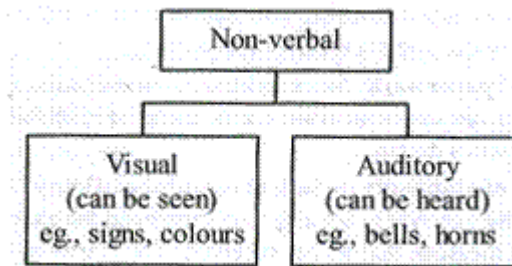 Non-verbal
Visual
(can be seen)
eg., signs, colours
Auditory
(can be heard)
eg., bells, horns